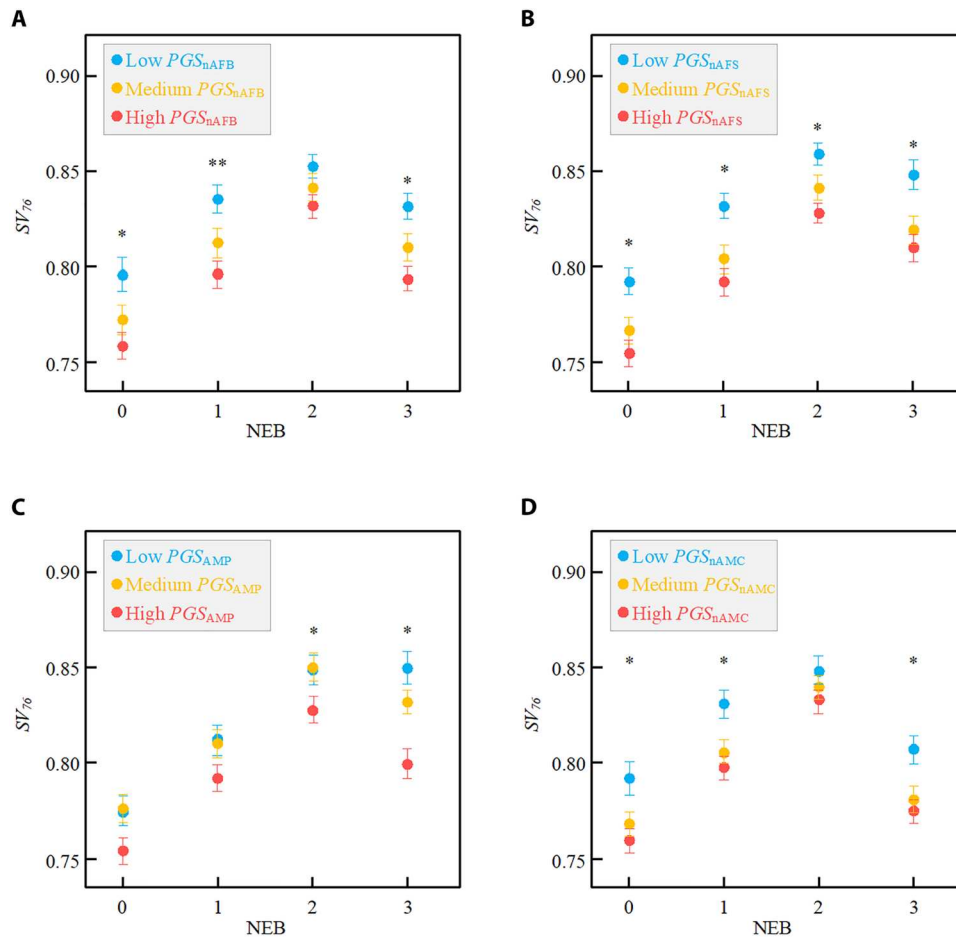 A
Low PGSnAFB
Medium PGSnAFB
High PGSnAFB
0.90
0.85
0.80
0.75
SV76
*
**
*
0
1
2
3
NEB
B
Low PGSnAFS
Medium PGSnAFS
High PGSnAFS
0.90
0.85
0.80
0.75
SV76
*
*
*
*
0
1
2
3
NEB
C
Low PGSAMP
Medium PGSAMP
High PGSAMP
0.90
0.85
0.80
0.75
SV76
*
*
0
1
2
3
NEB
D
Low PGSnAMC
Medium PGSnAMC
High PGSnAMC
0.90
0.85
0.80
0.75
SV76
*
*
*
0
1
2
3
NEB